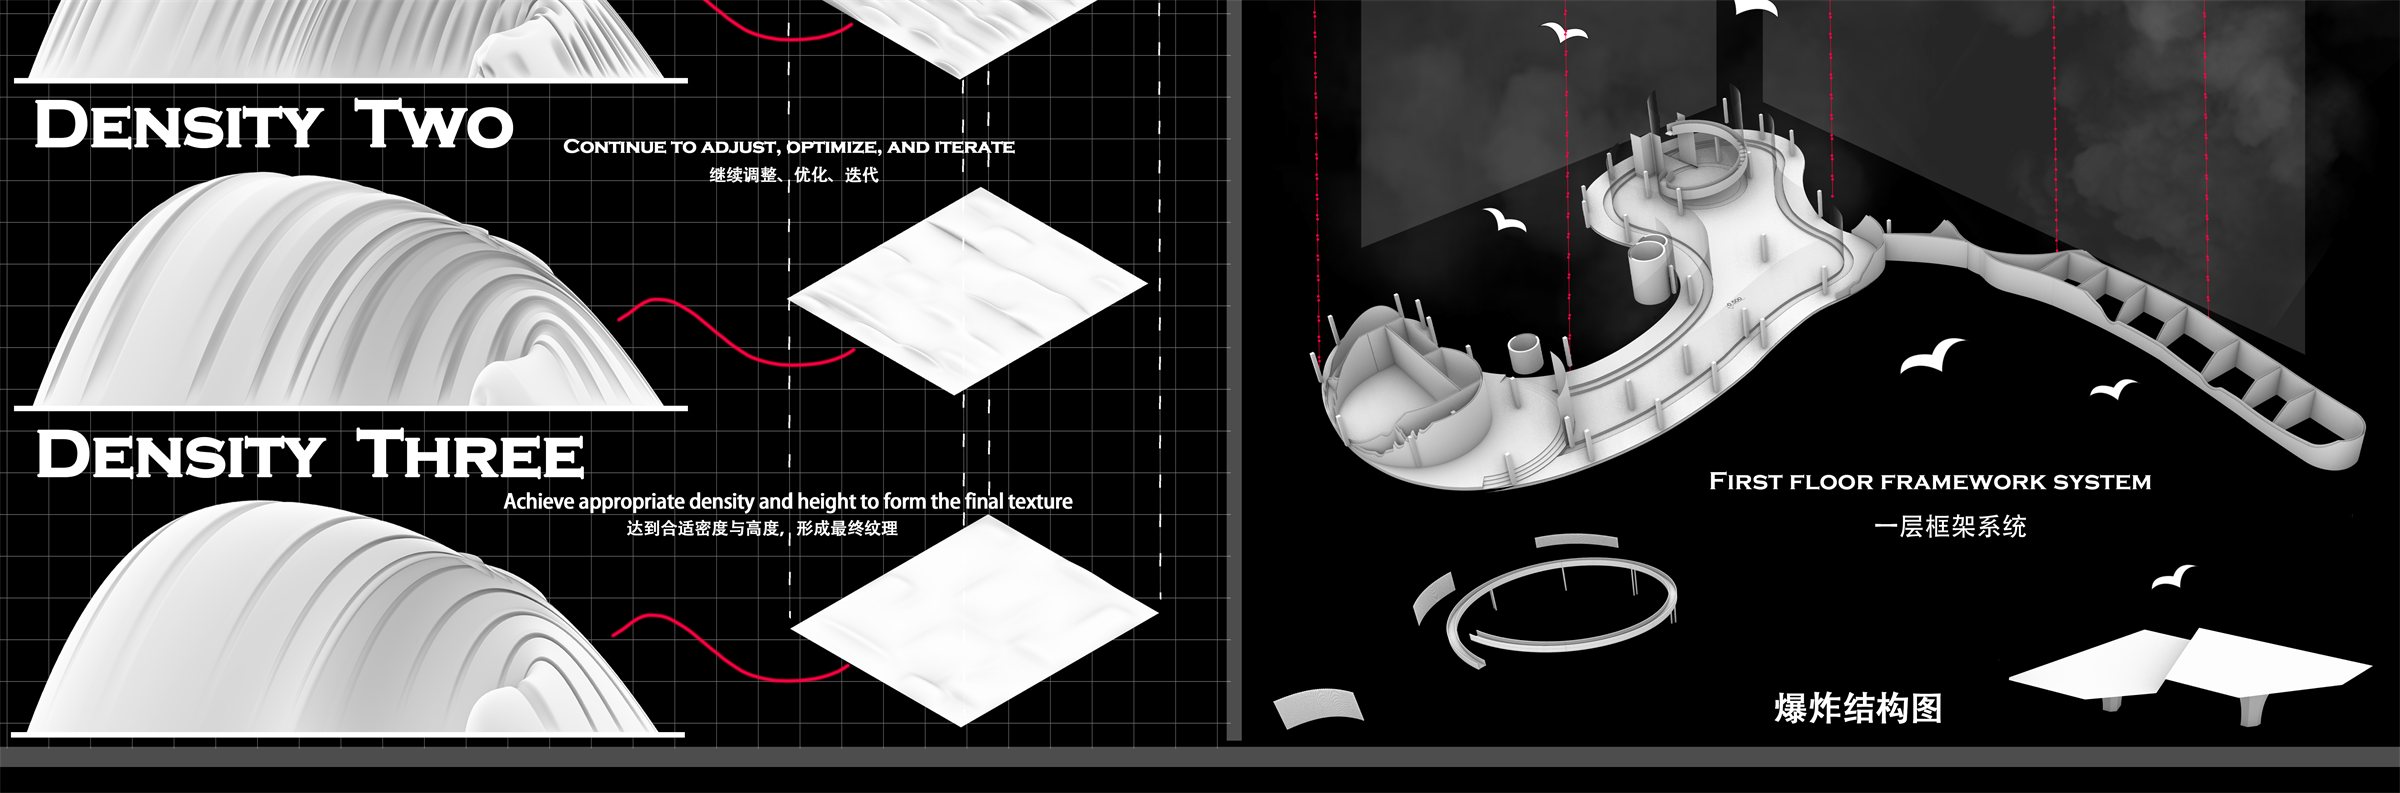 DENSITY TWO
CONTINUE TO ADJUST, OPTIMIZE, AND ITERATE
继续调整、优化、迭代
DENSITY THREE
Achieve appropriate density and height to form the final texture
达到合适密度与高度,形成最终纹理
FIRST FLOOR FRAMEWORK SYSTEM
一层框架系统
爆炸结构图